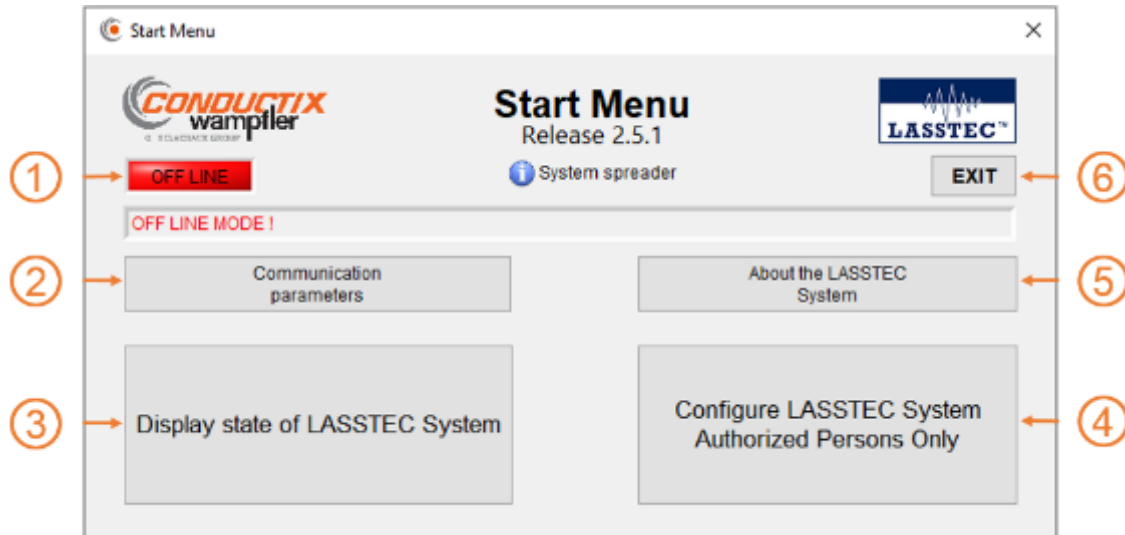 Start Menu
CONDUCTIX
wampfler
Start Menu
Release 2.5.1
LASSTEC™
1
OFF LINE
System spreader
EXIT
6
OFF LINE MODE !
2
Communication
parameters
About the LASSTEC
System
5
3
Display state of LASSTEC System
Configure LASSTEC System
Authorized Persons Only
4